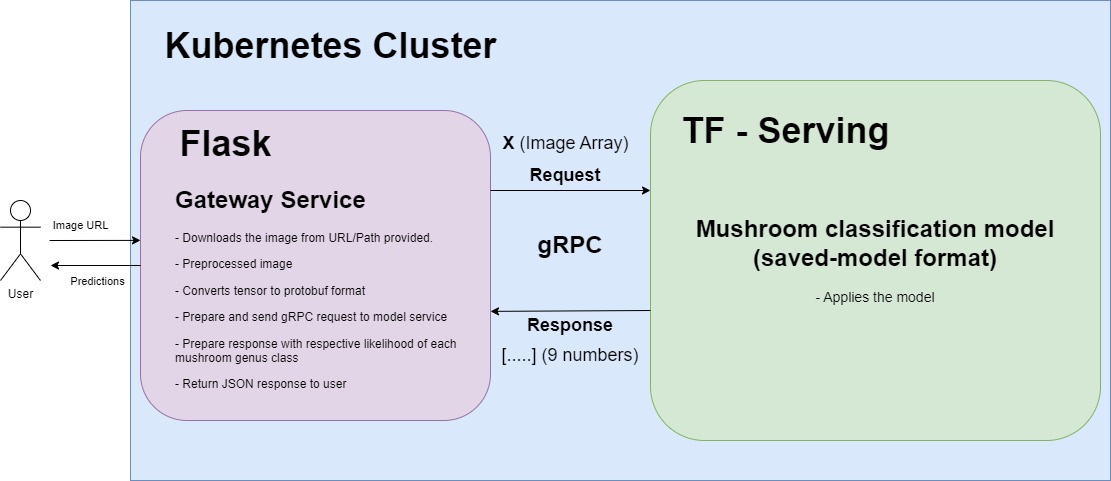 Kubernetes Cluster
Flask
Gateway Service
- Downloads the image from URL/Path provided.
- Preprocessed image
- Converts tensor to protobuf format
- Prepare and send gRPC request to model service
- Prepare response with respective likelihood of each
mushroom genus class
- Return JSON response to user
Image URL
Predictions
User
X (Image Array)
Request
gRPC
Response
[.....] (9 numbers)
TF - Serving
Mushroom classification model
(saved-model format)
- Applies the model